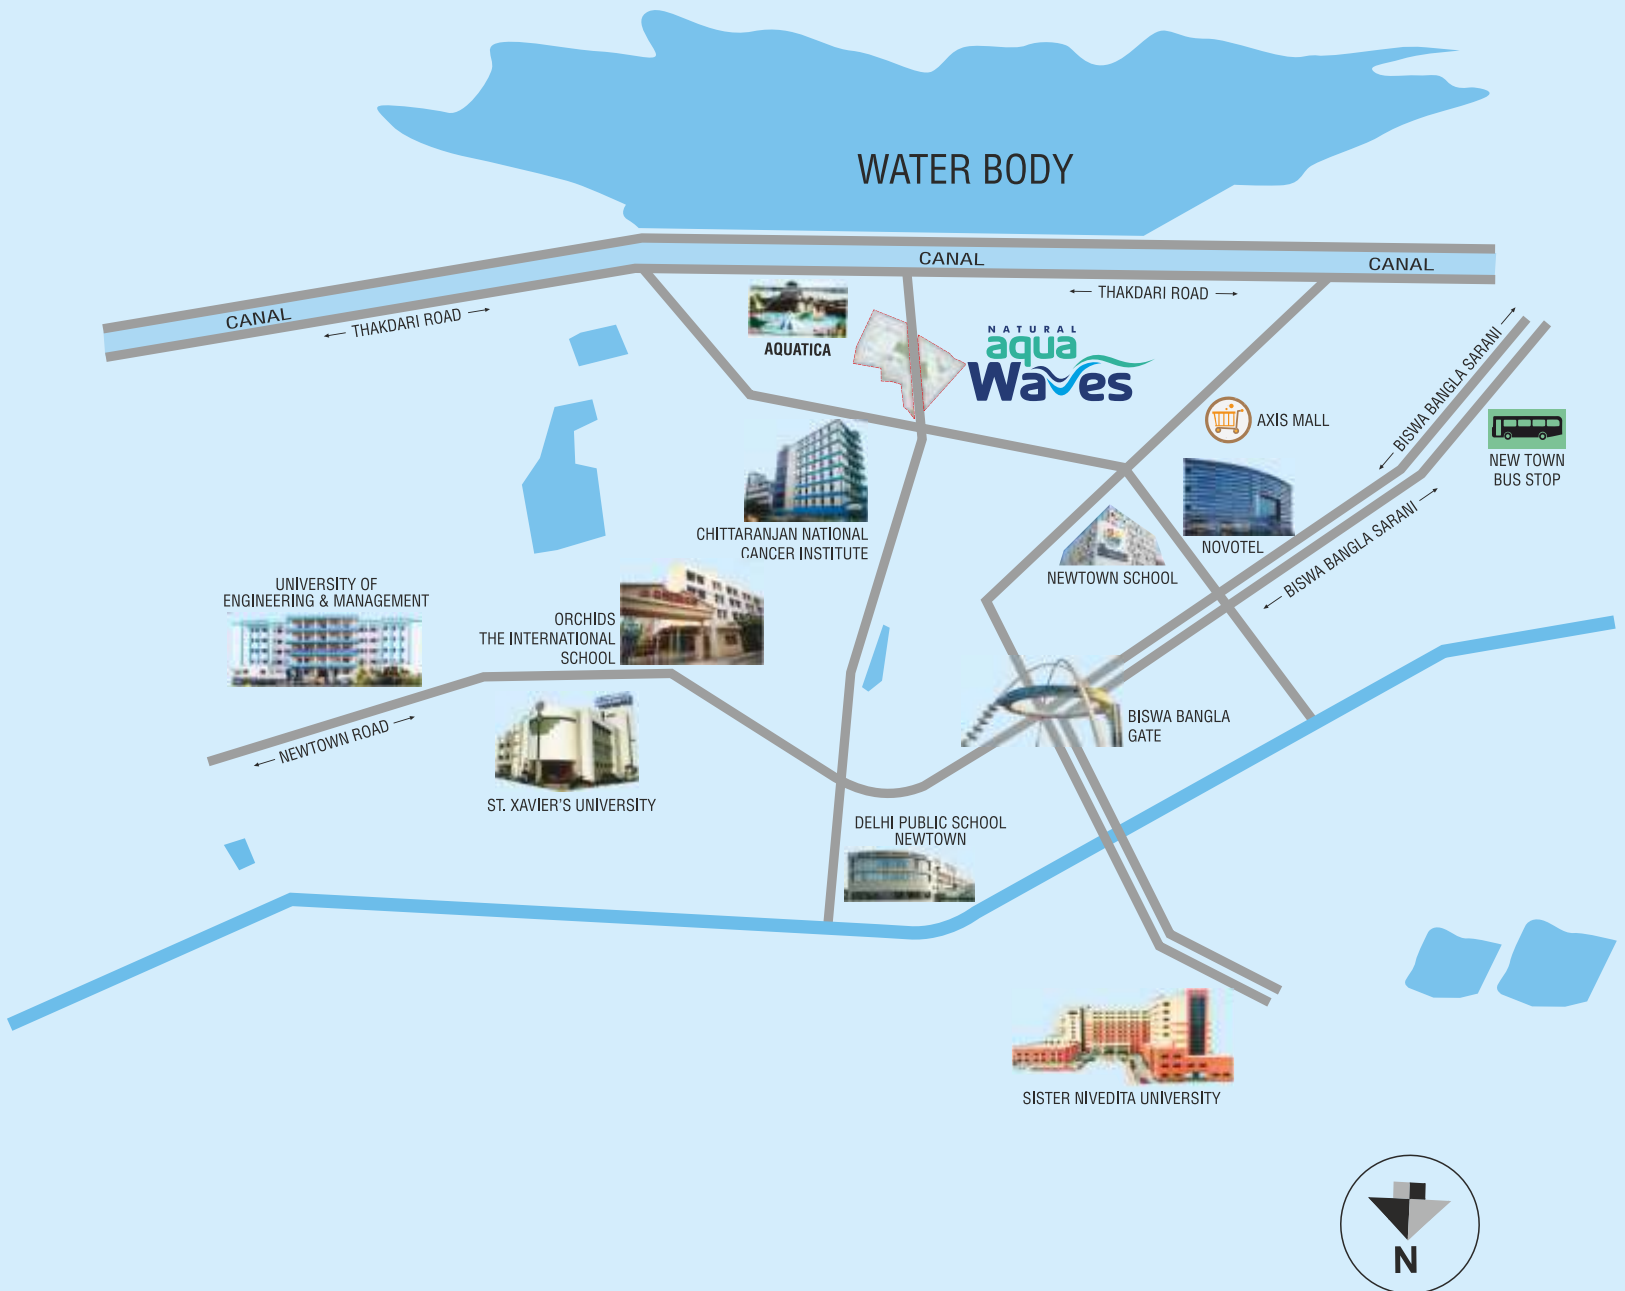 WATER BODY
CANAL
CANAL
CANAL
THAKDARI ROAD
THAKDARI ROAD
AQUATICA
NATURAL
aqua
Waves
BISWA BANGLA SARANI
AXIS MALL
NEW TOWN
BUS STOP
CHITTARANJAN NATIONAL
CANCER INSTITUTE
NOVOTEL
NEWTOWN SCHOOL
BISWA BANGLA SARANI
UNIVERSITY OF
ENGINEERING & MANAGEMENT
ORCHIDS
THE INTERNATIONAL
SCHOOL
BISWA BANGLA
GATE
NEWTOWN ROAD
ST. XAVIER'S UNIVERSITY
DELHI PUBLIC SCHOOL
NEWTOWN
SISTER NIVEDITA UNIVERSITY
N